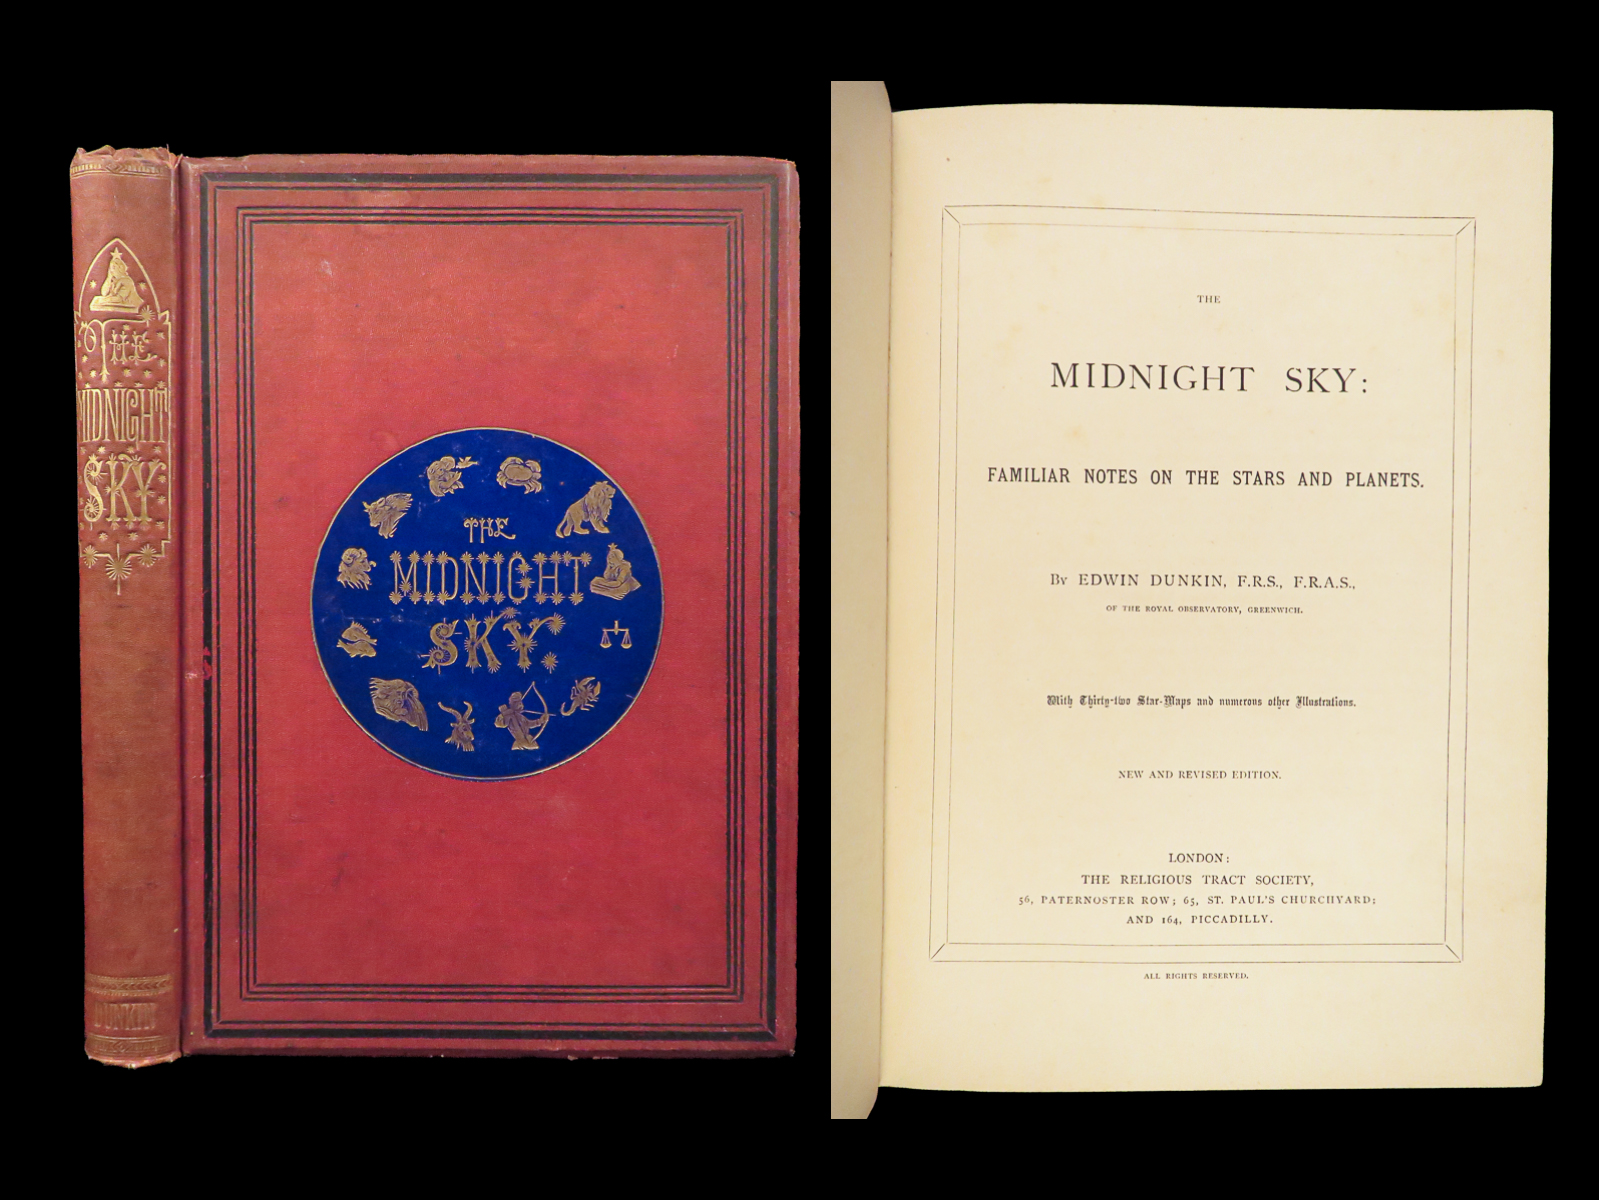 THE
MIDNIGHT
SKY
DUNKIN
THE
MIDNIGHT
SKY.
THE
MIDNIGHT SKY:
FAMILIAR NOTES ON THE STARS AND PLANETS.
By EDWIN DUNKIN, F.R.S., F.R.A.S.,
OF THE ROYAL OBSERVATORY, GREENWICH.
With Thirty-two Star-Maps and numerous other Illustrations.
NEW AND REVISED EDITION.
LONDON:
THE RELIGIOUS TRACT SOCIETY,
56, PATERNOSTER ROW; 65, ST. PAUL'S CHURCHYARD;
AND 164, PICCADILLY.
ALL RIGHTS RESERVED.